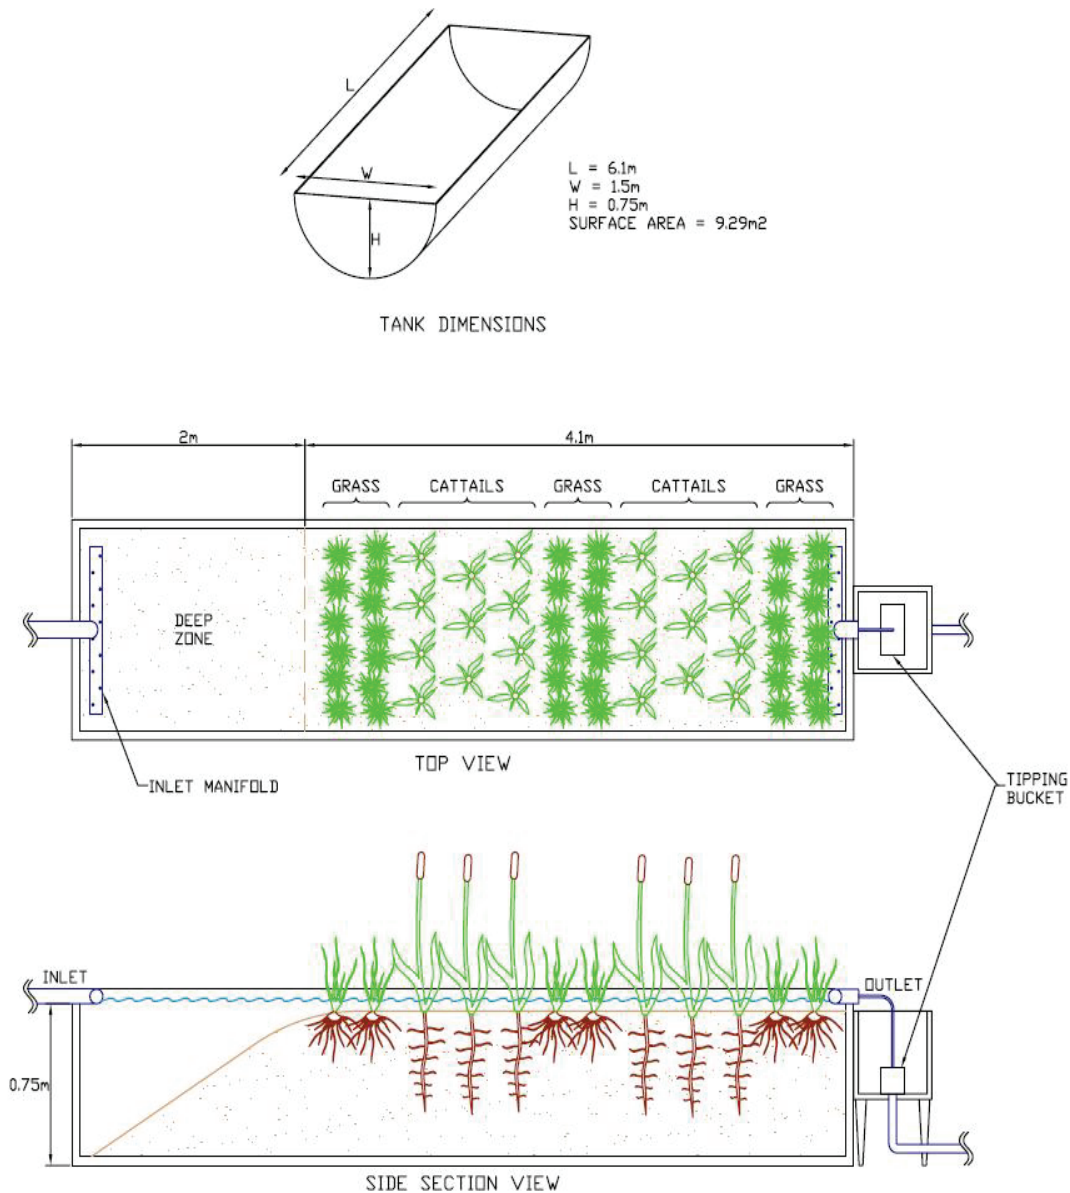 L
W
H
L = 6.1m
W = 1.5m
H = 0.75m
SURFACE AREA = 9.29m2
TANK DIMENSIONS
2m
4.1m
GRASS
CATTAILS
GRASS
CATTAILS
GRASS
DEEP
ZONE
TOP VIEW
INLET MANIFOLD
TIPPING
BUCKET
INLET
OUTLET
0.75m
SIDE SECTION VIEW